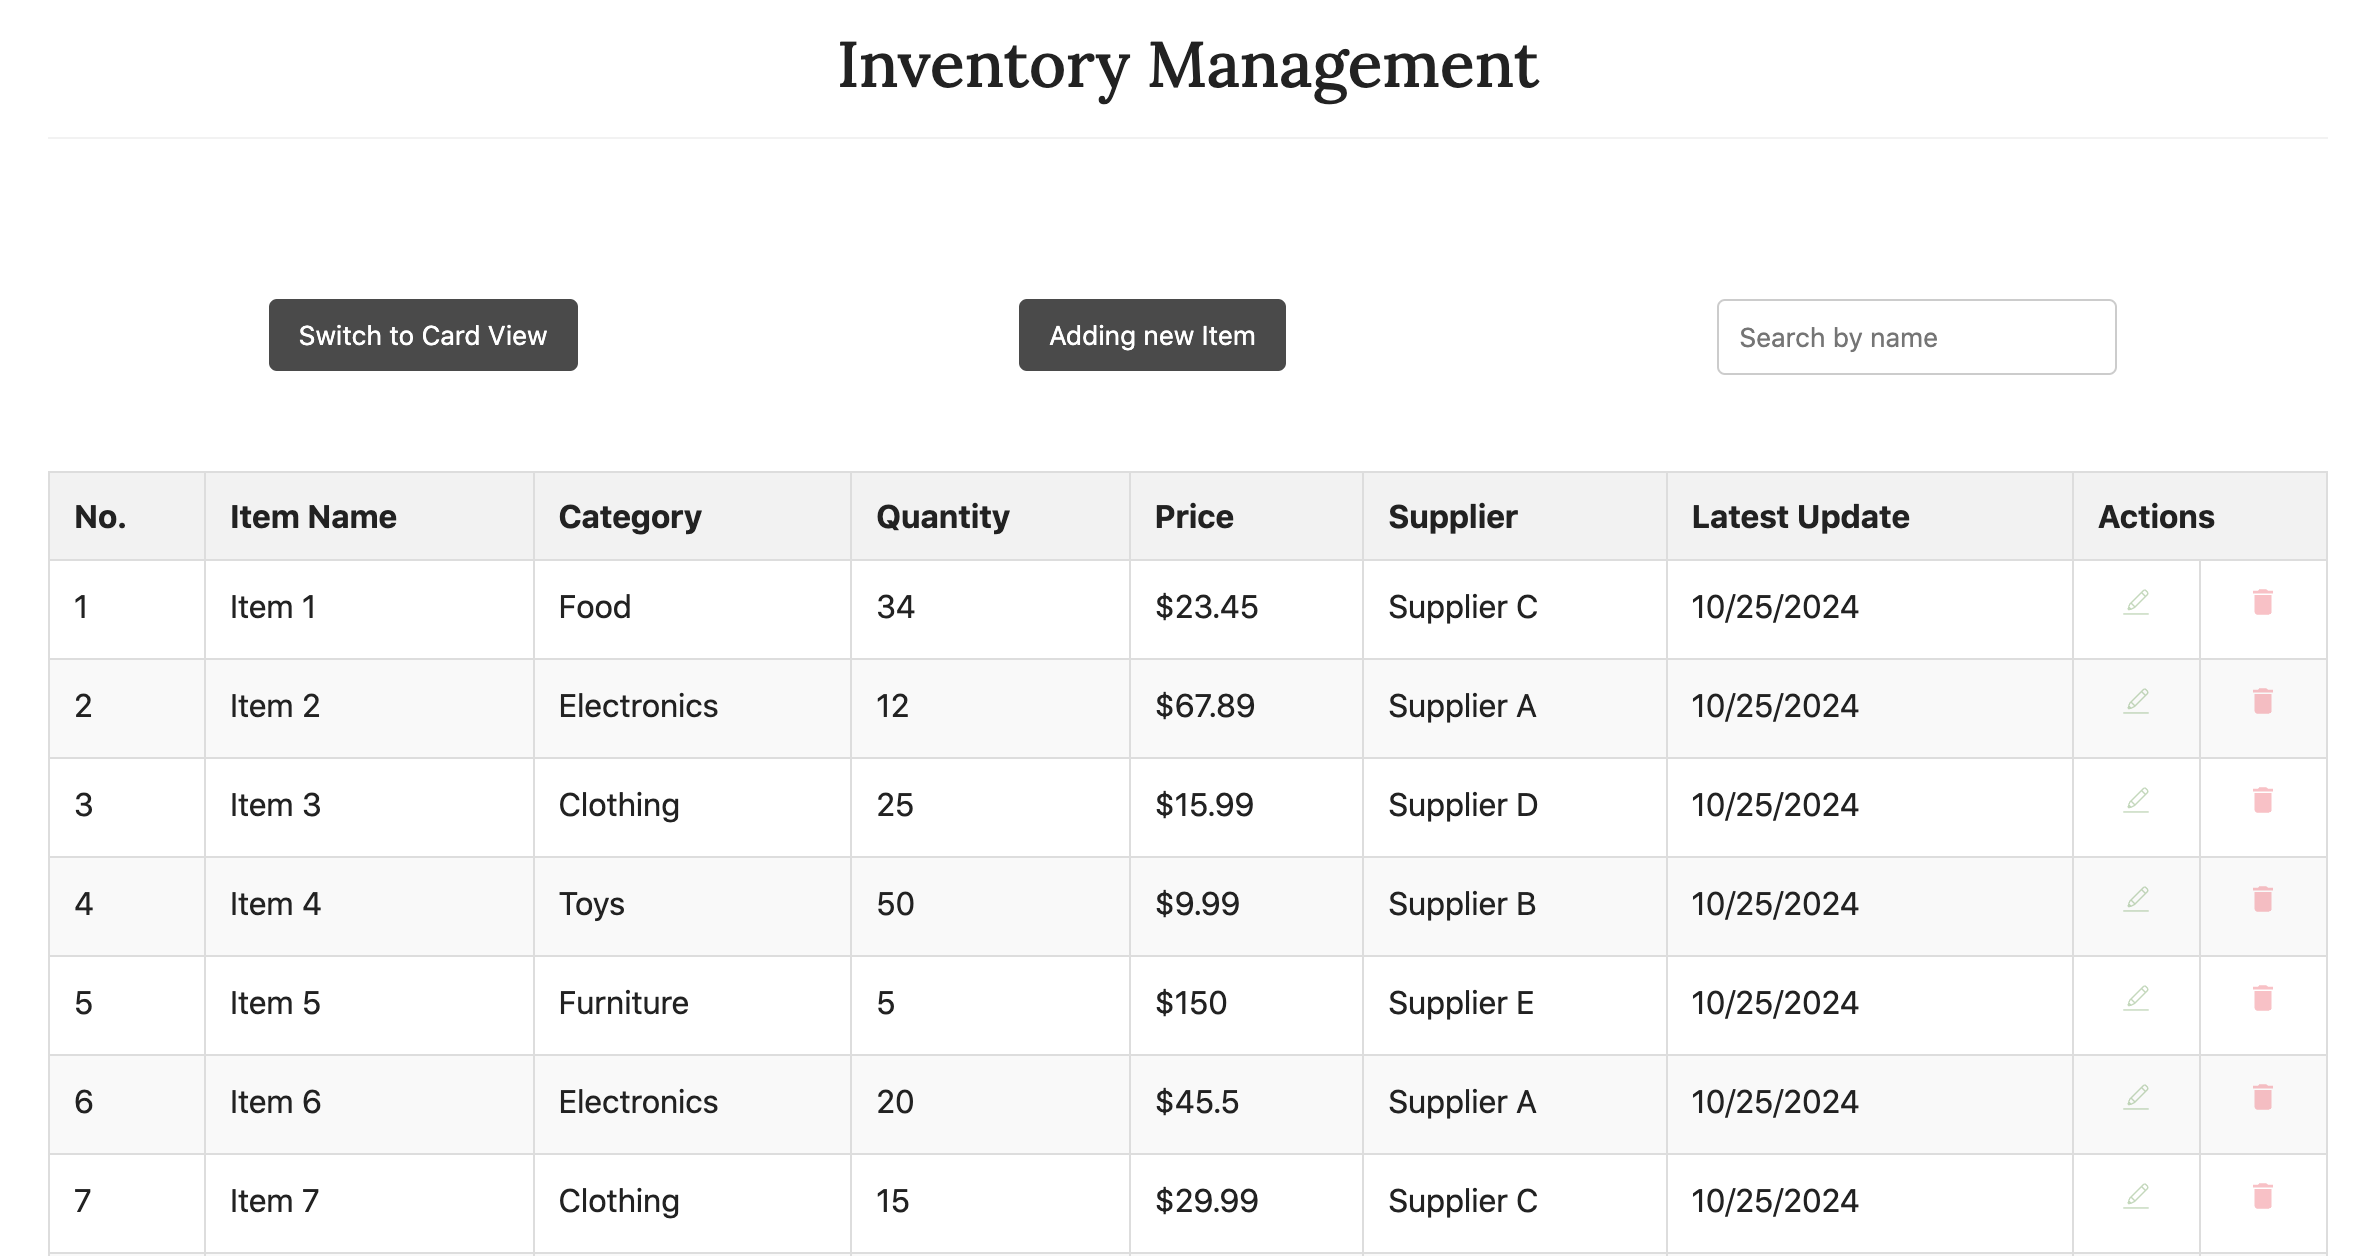 Inventory Management
Switch to Card View
Adding new Item
Search by name
No. Item Name Category Quantity Price Supplier Latest Update Actions
1 Item 1 Food 34 $23.45 Supplier C 10/25/2024
2 Item 2 Electronics 12 $67.89 Supplier A 10/25/2024
3 Item 3 Clothing 25 $15.99 Supplier D 10/25/2024
4 Item 4 Toys 50 $9.99 Supplier B 10/25/2024
5 Item 5 Furniture 5 $150 Supplier E 10/25/2024
6 Item 6 Electronics 20 $45.5 Supplier A 10/25/2024
7 Item 7 Clothing 15 $29.99 Supplier C 10/25/2024